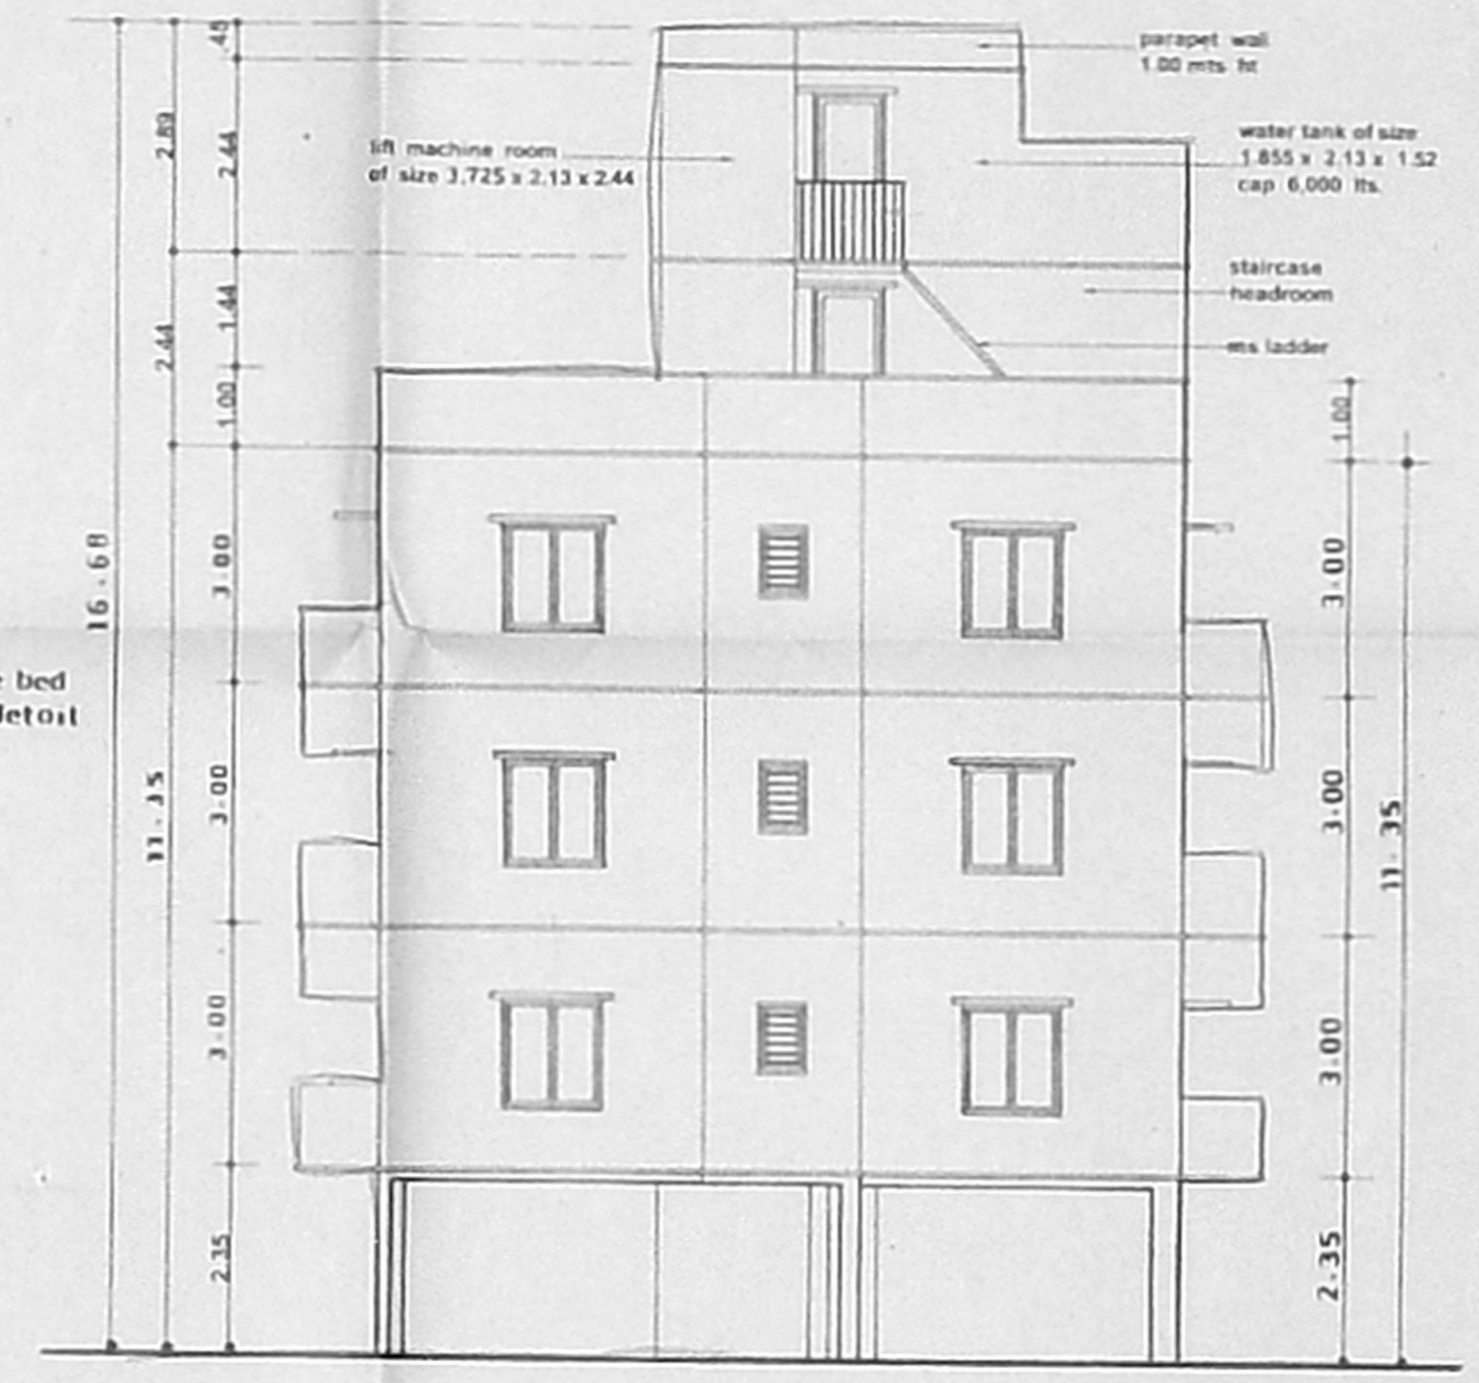 .45
parapet wall
1.00 mts ht
2.89
2.44
lift machine room
of size 3.725 x 2.13 x 2.44
water tank of size
1.855 x 2.13 x 1.52
cap 6,000 lts.
staircase
headroom
ms ladder
2.44
1.44
1.00
1.00
16.68
3.00
3.00
bed
detail
11.35
3.00
3.00
11.35
3.00
3.00
2.35
2.35